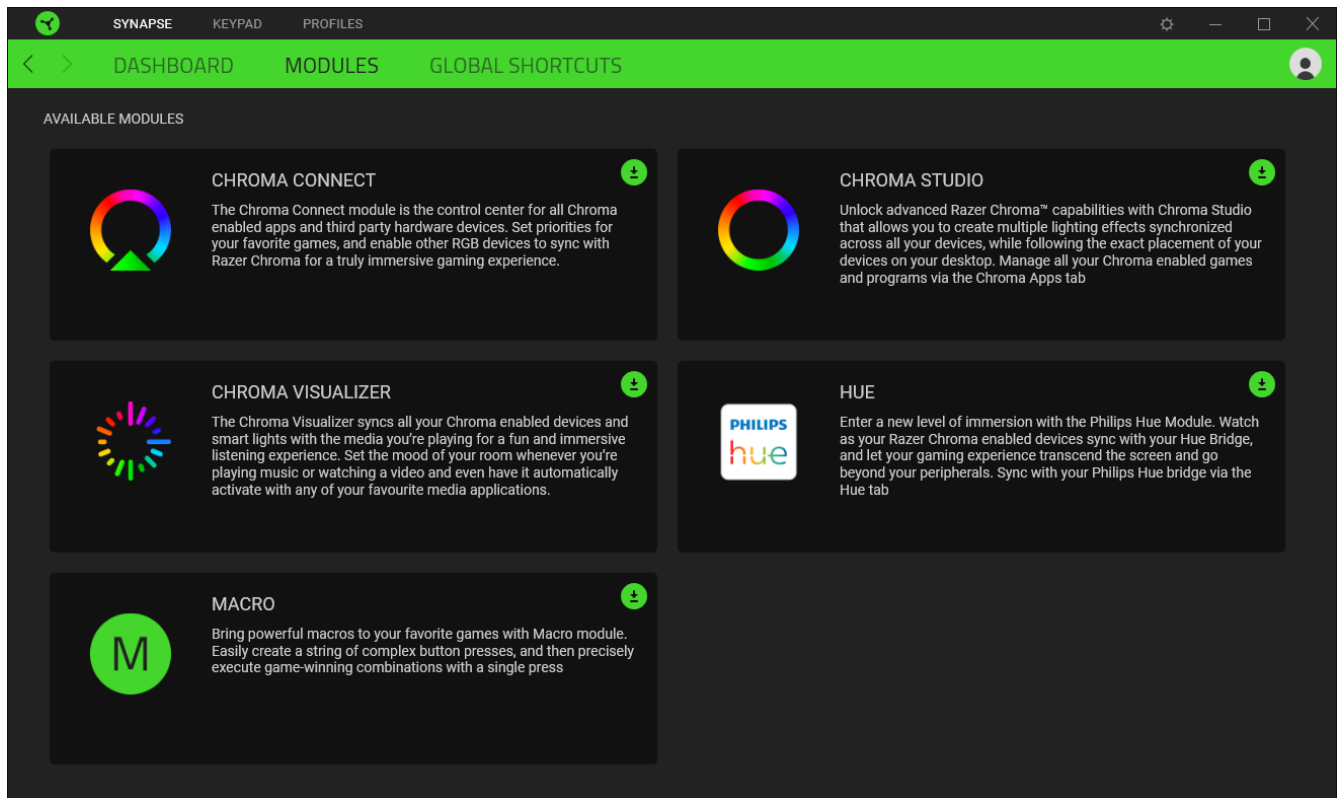 SYNAPSE KEYPAD PROFILES
DASHBOARD MODULES GLOBAL SHORTCUTS
AVAILABLE MODULES
CHROMA CONNECT
The Chroma Connect module is the control center for all Chroma
enabled apps and third party hardware devices. Set priorities for
your favorite games, and enable other RGB devices to sync with
Razer Chroma for a truly immersive gaming experience.
CHROMA STUDIO
Unlock advanced Razer Chroma™ capabilities with Chroma Studio
that allows you to create multiple lighting effects synchronized
across all your devices, while following the exact placement of your
devices on your desktop. Manage all your Chroma enabled games
and programs via the Chroma Apps tab
CHROMA VISUALIZER
The Chroma Visualizer syncs all your Chroma enabled devices and
smart lights with the media you’re playing for a fun and immersive
listening experience. Set the mood of your room whenever you’re
playing music or watching a video and even have it automatically
activate with any of your favourite media applications.
PHILIPS
hue
HUE
Enter a new level of immersion with the Philips Hue Module. Watch
as your Razer Chroma enabled devices sync with your Hue Bridge,
and let your gaming experience transcend the screen and go
beyond your peripherals. Sync with your Philips Hue bridge via the
Hue tab
M
MACRO
Bring powerful macros to your favorite games with Macro module.
Easily create a string of complex button presses, and then precisely
execute game-winning combinations with a single press